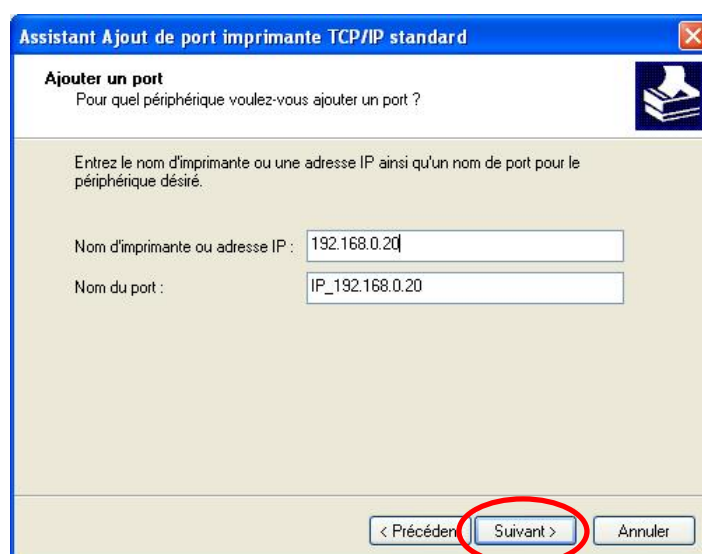 Assistant Ajout de port imprimante TCP/IP standard
Ajouter un port
Pour quel périphérique voulez-vous ajouter un port ?
Entrez le nom d'imprimante ou une adresse IP ainsi qu'un nom de port pour le
périphérique désiré.
Nom d'imprimante ou adresse IP : 192.168.0.20
Nom du port : IP_192.168.0.20
< Précéden Suivant > Annuler